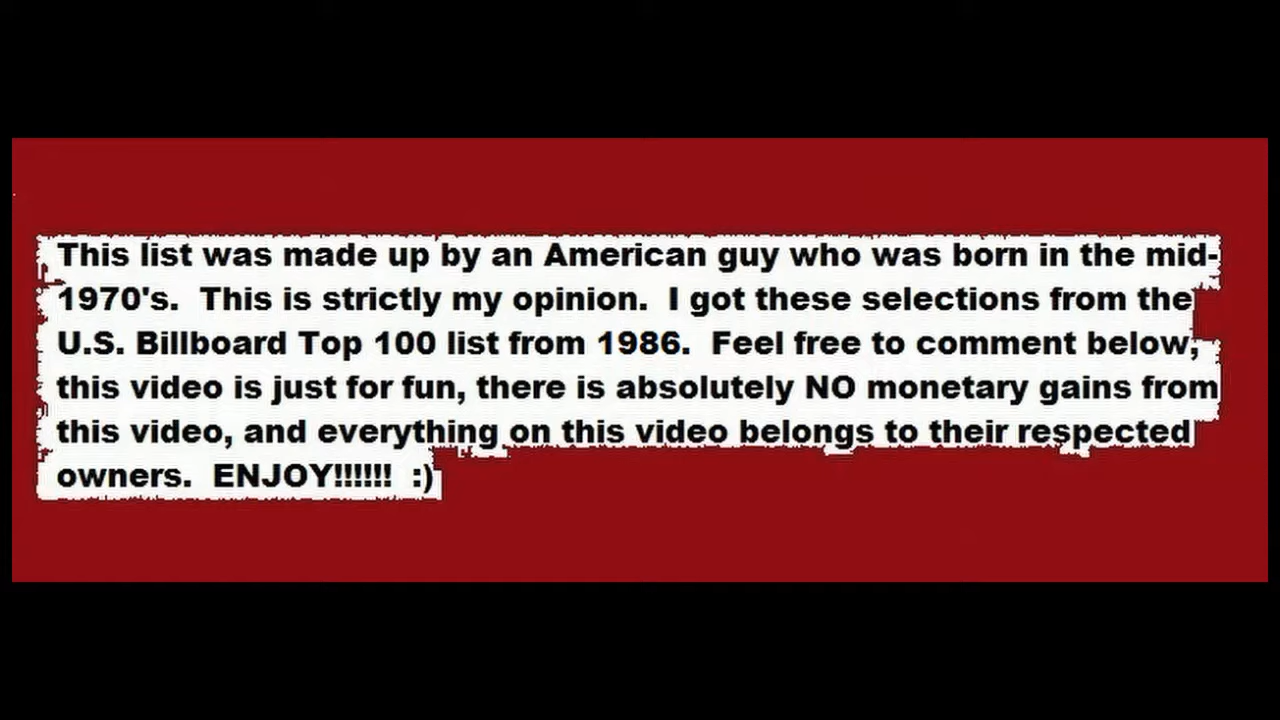 This list was made up by an American guy who was born in the mid-
1970's.  This is strictly my opinion.  I got these selections from the
U.S. Billboard Top 100 list from 1986.  Feel free to comment below,
this video is just for fun, there is absolutely NO monetary gains from
this video, and everything on this video belongs to their respected
owners.  ENJOY!!!!!!  :)